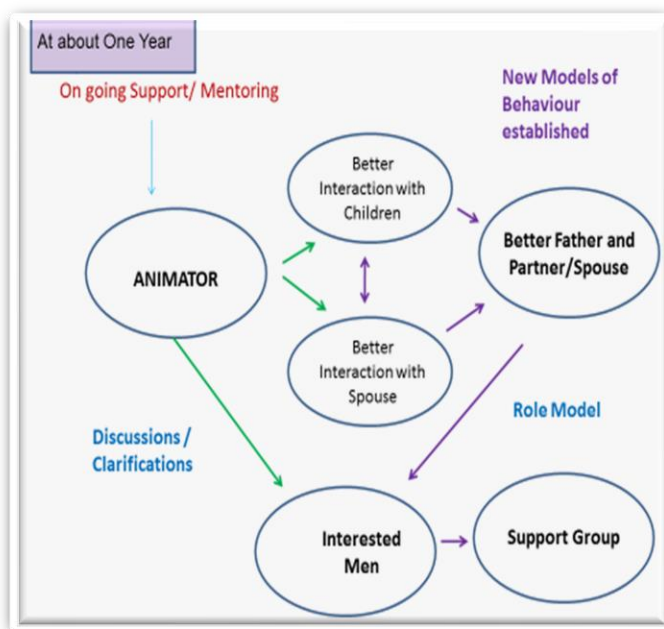 At about One Year
On going Support/ Mentoring
New Models of
Behaviour
established
Better
Interaction with
Children
ANIMATOR
Better Father and
Partner/Spouse
Better
Interaction with
Spouse
Discussions /
Clarifications
Role Model
Interested
Men
Support Group